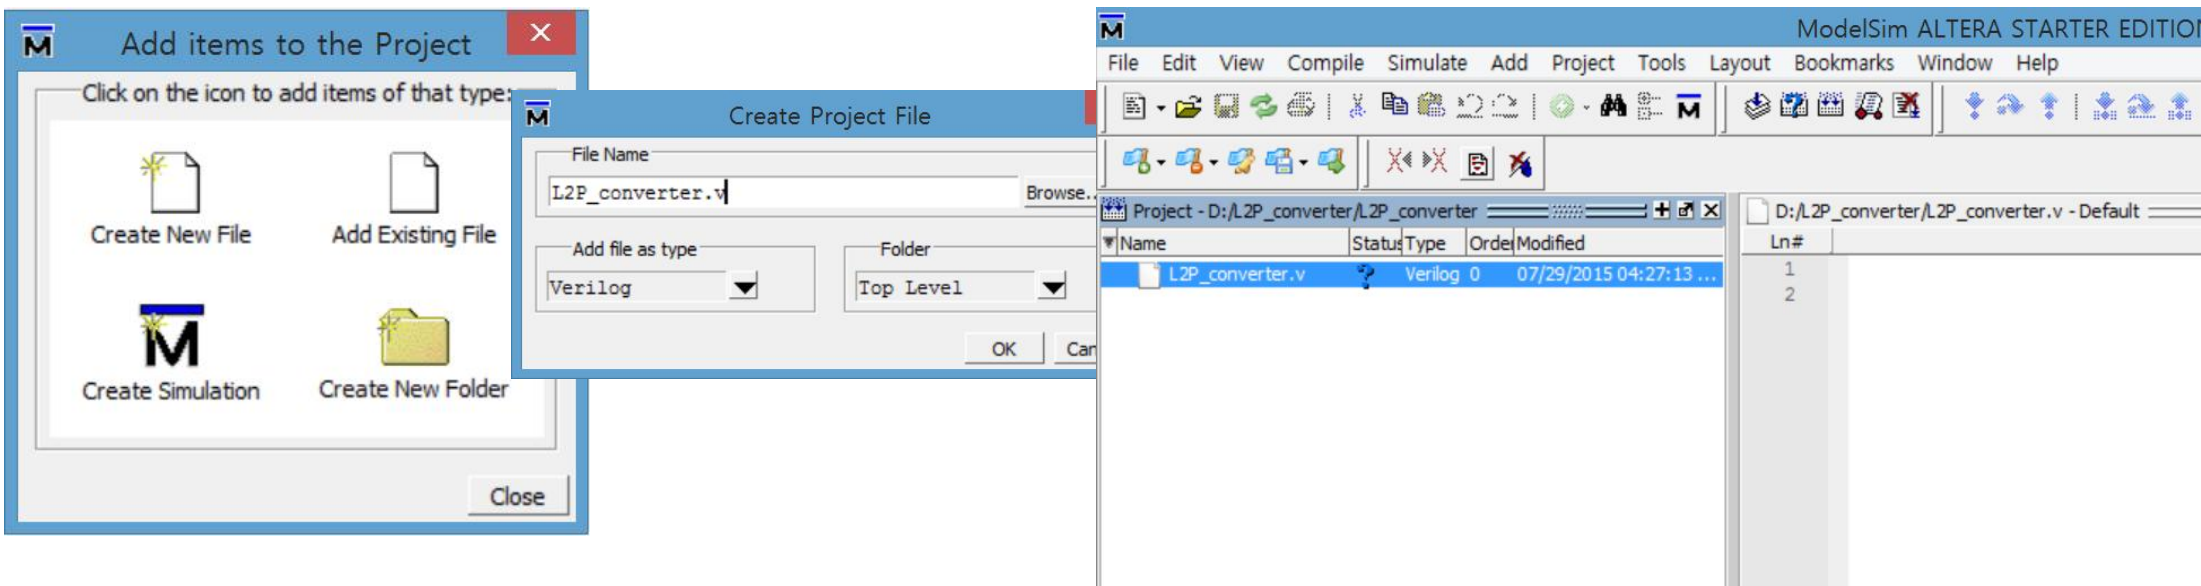 Add items to the Project
Click on the icon to add items of that type:
Create New File
Add Existing File
Create Simulation
Create New Folder
Close
Create Project File
File Name
L2P_converter.v
Browse..
Add file as type
Verilog
Folder
Top Level
OK
ModelSim ALTERA STARTER EDITION
File Edit View Compile Simulate Add Project Tools Layout Bookmarks Window Help
Project - D:/L2P_converter/L2P_converter
Name Status Type Order Modified
L2P_converter.v ? Verilog 0 07/29/2015 04:27:13 ...
D:/L2P_converter/L2P_converter.v - Default
Ln#
1
2